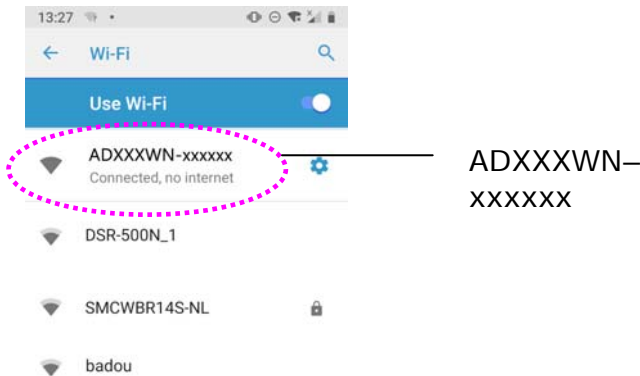 13:27
Wi-Fi
Use Wi-Fi
ADXXXWN-xxxxxx
Connected, no internet
ADXXXWN–
xxxxxx
DSR-500N_1
SMCWBR14S-NL
badou